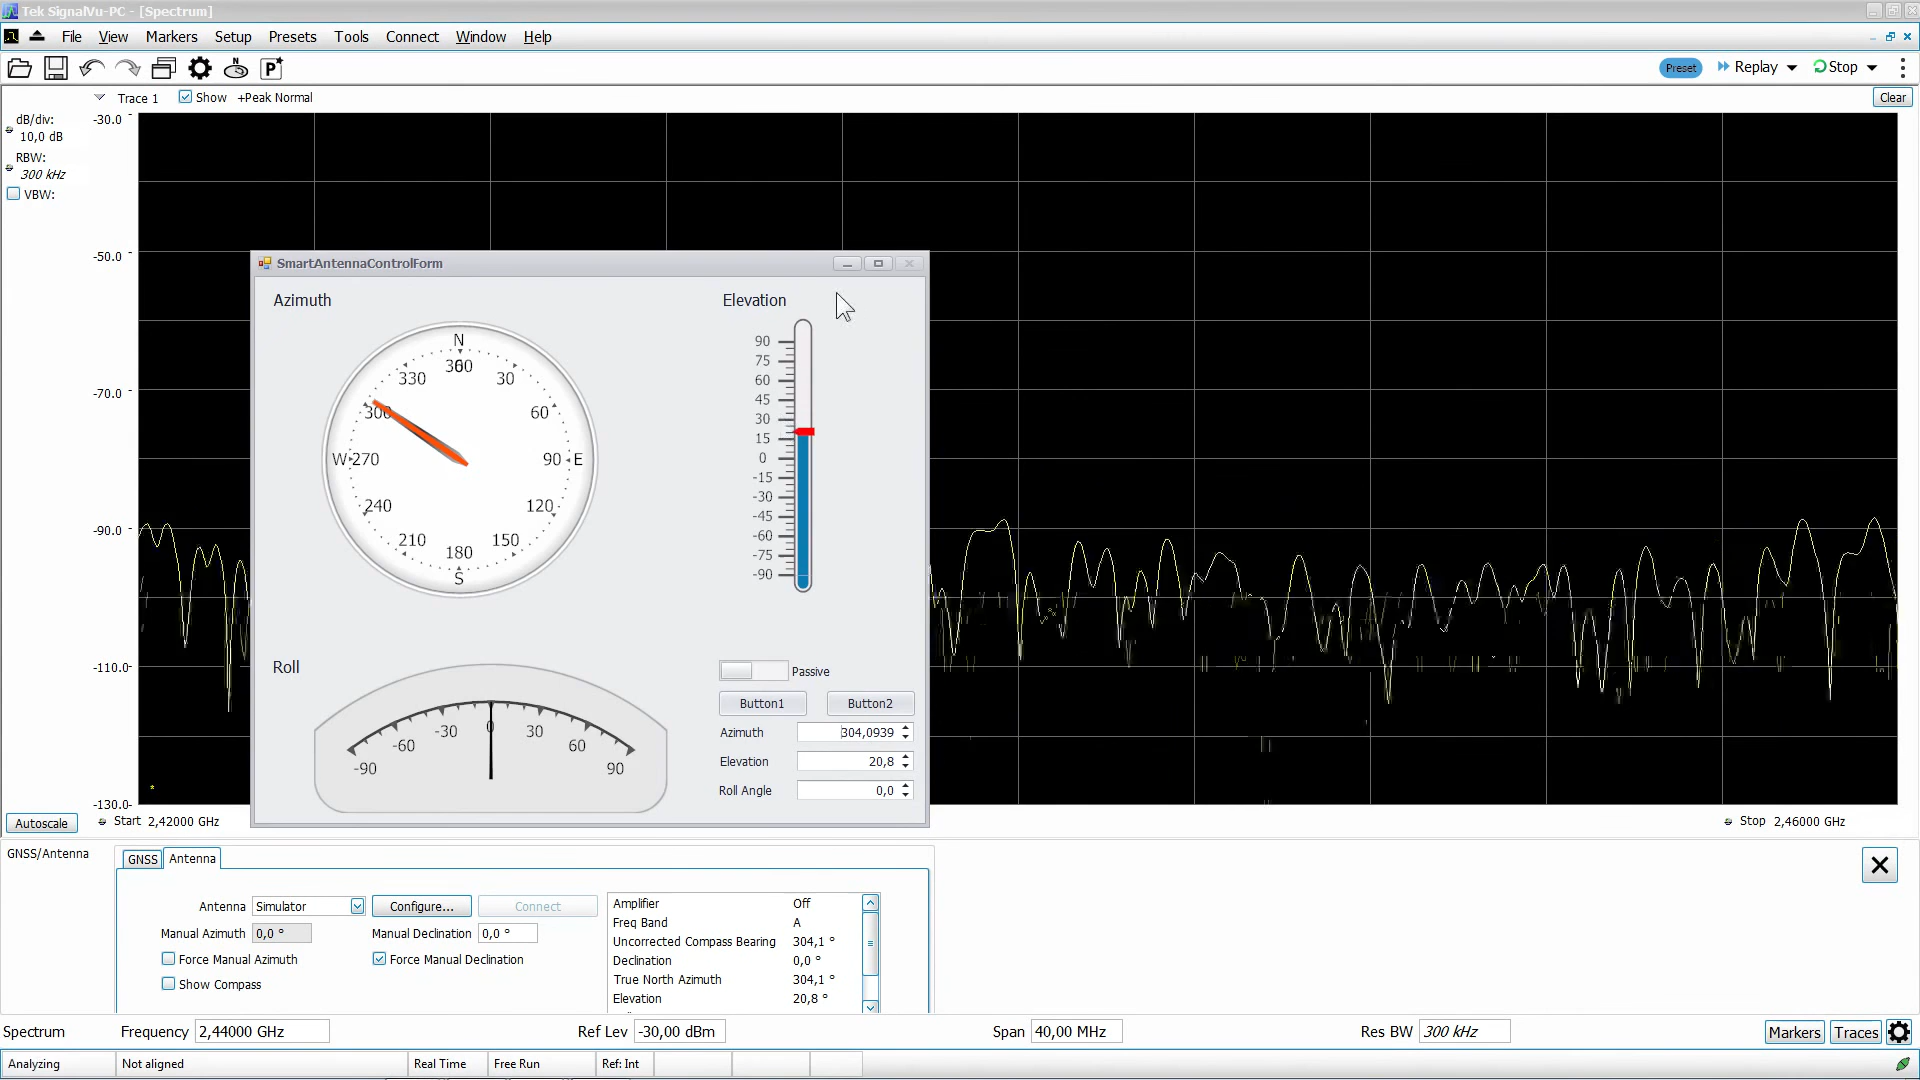 Tek SignalVu-PC - [Spectrum]
File View Markers Setup Presets Tools Connect Window Help
Preset Replay Stop
Trace 1 Show +Peak Normal Clear
dB/div:
10,0 dB
RBW:
300 kHz
VBW:
-30.0
-50.0
-70.0
-90.0
-110.0
-130.0
SmartAntennaControlForm
Azimuth
N
330 360 30
300 60
W 270 90 E
240 120
210 180 150
S
Elevation
90
75
60
45
30
15
0
-15
-30
-45
-60
-75
-90
Roll
-90 -60 -30 0 30 60 90
Passive
Button1 Button2
Azimuth 304,0939
Elevation 20,8
Roll Angle 0,0
Autoscale Start 2,42000 GHz Stop 2,46000 GHz
GNSS/Antenna
GNSS Antenna
Antenna Simulator Configure... Connect
Manual Azimuth 0,0 ° Manual Declination 0,0 °
Force Manual Azimuth Force Manual Declination
Show Compass
Amplifier Off
Freq Band A
Uncorrected Compass Bearing 304,1 °
Declination 0,0 °
True North Azimuth 304,1 °
Elevation 20,8 °
Spectrum Frequency 2,44000 GHz Ref Lev -30,00 dBm Span 40,00 MHz Res BW 300 kHz Markers Traces
Analyzing Not aligned Real Time Free Run Ref: Int